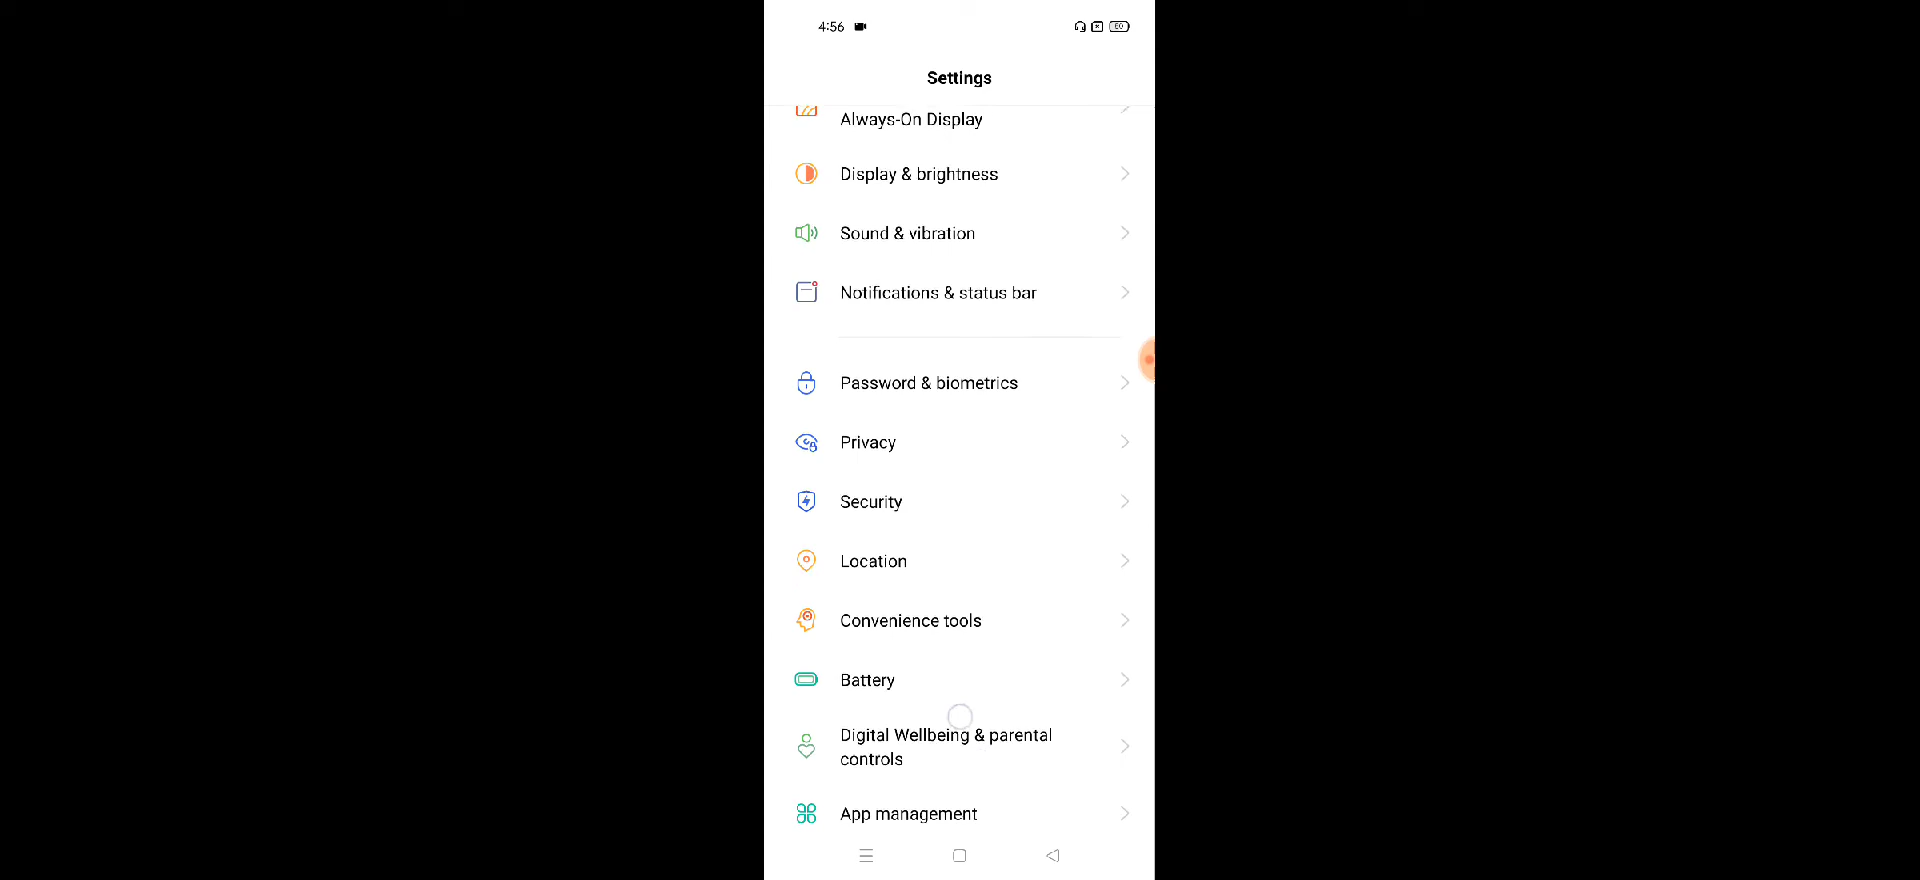 4:56
60
Settings
Always-On Display
Display & brightness
Sound & vibration
Notifications & status bar
Password & biometrics
Privacy
Security
Location
Convenience tools
Battery
Digital Wellbeing & parental
controls
App management